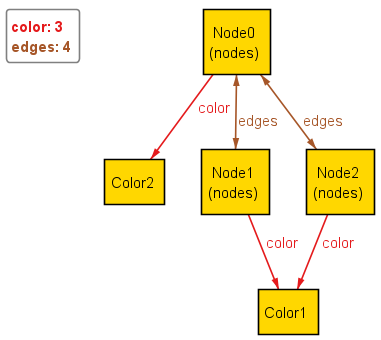 color: 3
edges: 4
Node0
(nodes)
color
edges
edges
Color2
Node1
(nodes)
Node2
(nodes)
color
color
Color1